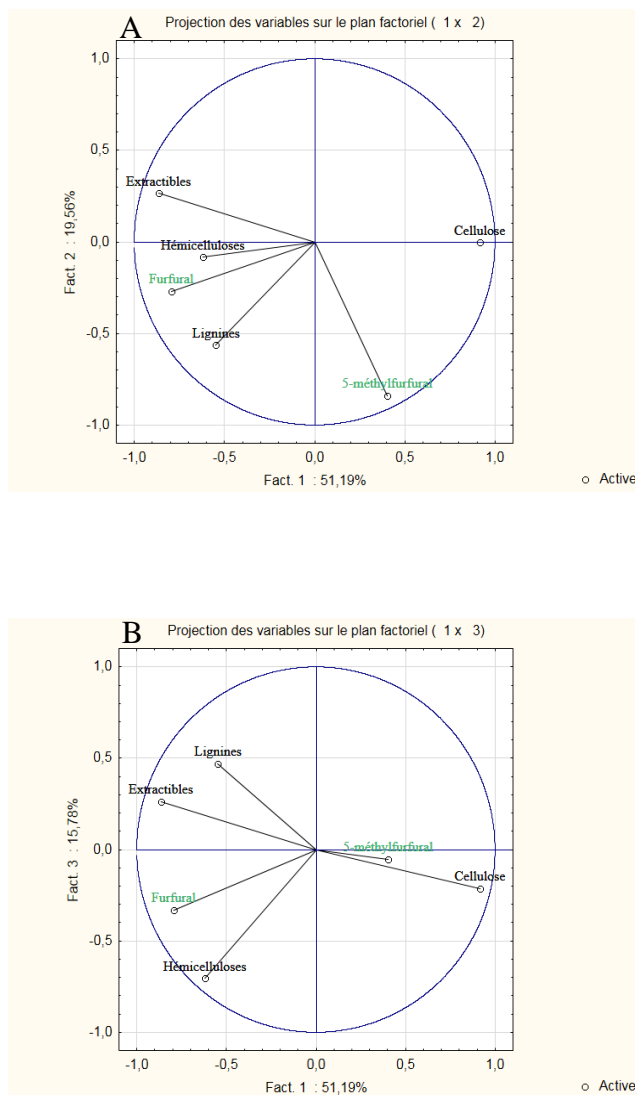 A Projection des variables sur le plan factoriel ( 1 x 2)
1,0
0,5
Extractibles
Cellulose
0,0
Hémicelluloses
Furfural
Lignines
-0,5
5-méthylfurfural
-1,0
Fact. 2 : 19,56%
-1,0 -0,5 0,0 0,5 1,0
Fact. 1 : 51,19%
Active
B Projection des variables sur le plan factoriel ( 1 x 3)
1,0
Lignines
0,5
Extractibles
5-méthylfurfural
0,0
Cellulose
Furfural
-0,5
Hémicelluloses
-1,0
Fact. 3 : 15,78%
-1,0 -0,5 0,0 0,5 1,0
Fact. 1 : 51,19%
Active